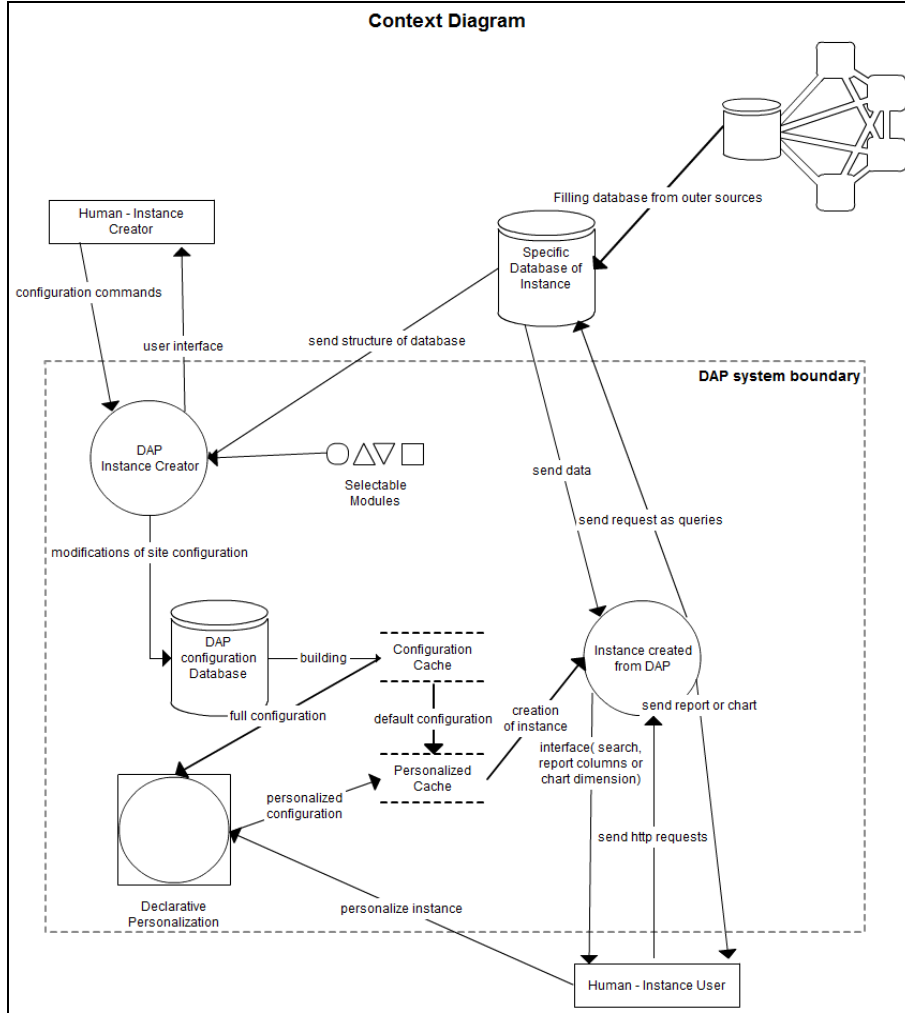 Context Diagram
Filling database from outer sources
Human - Instance
Creator
Specific
Database of
Instance
configuration commands
user interface
send structure of database
DAP system boundary
DAP
Instance Creator
Selectable
Modules
send data
send request as queries
modifications of site configuration
DAP
configuration
Database
building
Configuration
Cache
Instance created
from DAP
full configuration
default configuration
creation
of instance
send report or chart
interface( search,
report columns or
chart dimension)
Personalized
Cache
personalized
configuration
send http requests
Declarative
Personalization
personalize instance
Human - Instance User